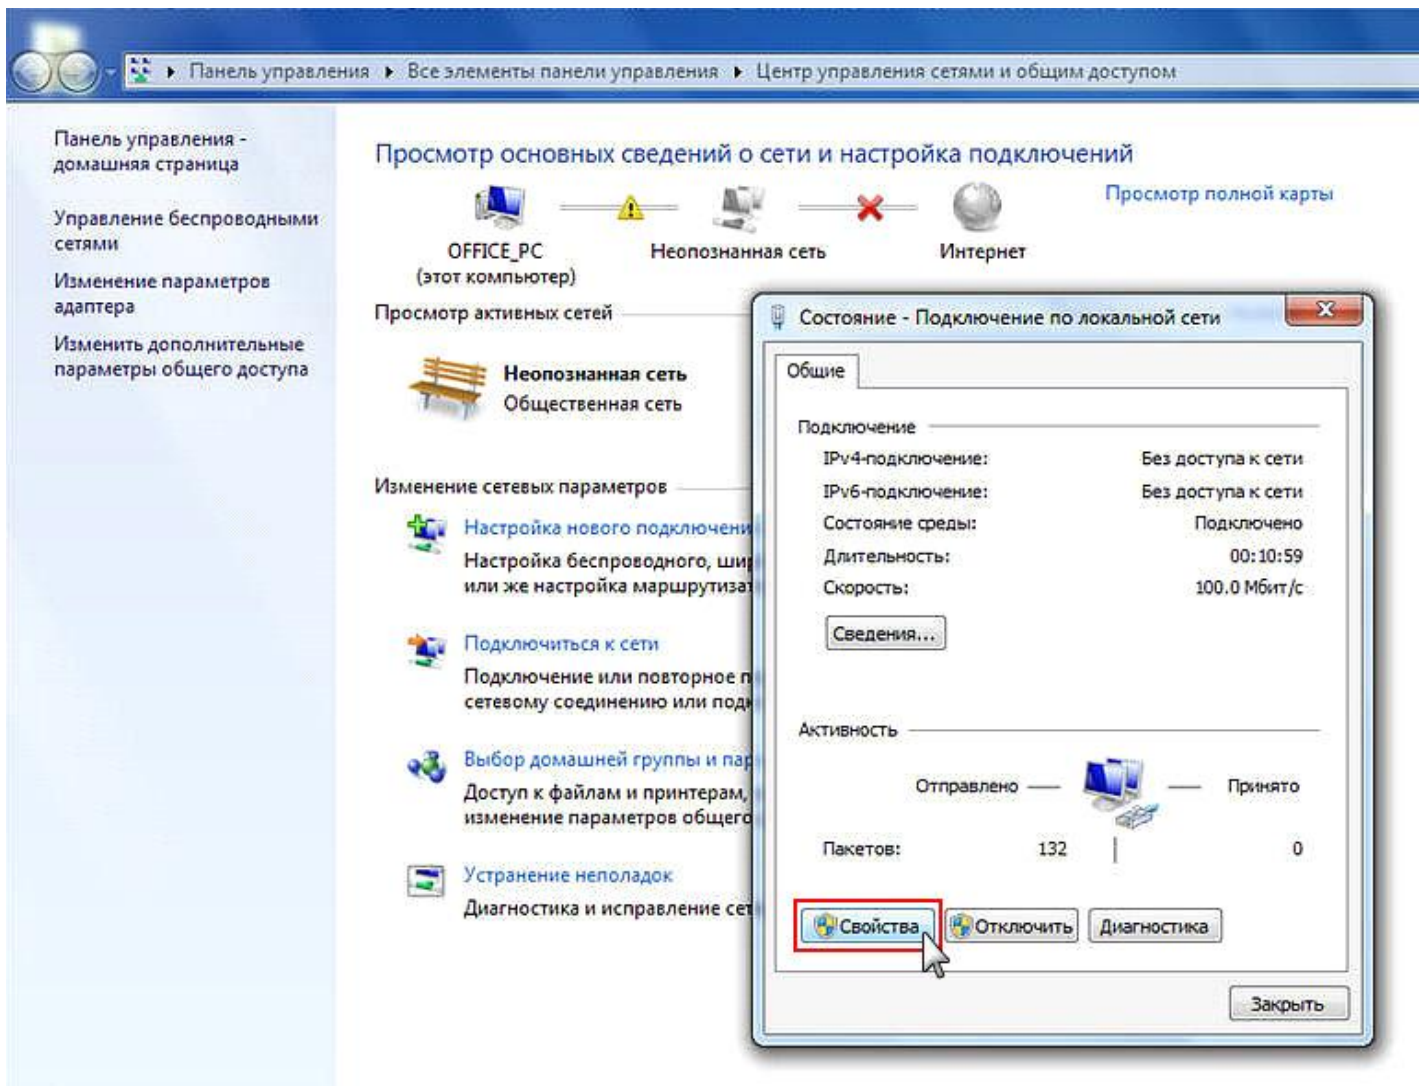 Панель управления ▸ Все элементы панели управления ▸ Центр управления сетями и общим доступом
Панель управления -
домашняя страница
Управление беспроводными
сетями
Изменение параметров
адаптера
Изменить дополнительные
параметры общего доступа
Просмотр основных сведений о сети и настройка подключений
Просмотр полной карты
OFFICE_PC
(этот компьютер)
Неопознанная сеть
Интернет
Просмотр активных сетей
Неопознанная сеть
Общественная сеть
Изменение сетевых параметров
Настройка нового подключени
Настройка беспроводного,
или же настройка
Подключиться к сети
Подключение или повторное
сетевому соединению или
Выбор домашней группы и
Доступ к файлам и принтерам,
изменение параметров общего
Устранение неполадок
Диагностика и исправление
Состояние - Подключение по локальной сети
Общие
Подключение
IPv4-подключение: Без доступа к сети
IPv6-подключение: Без доступа к сети
Состояние среды: Подключено
Длительность: 00:10:59
Скорость: 100.0 Мбит/с
Сведения...
Активность
Отправлено — — Принято
Пакетов: 132 0
Свойства Отключить Диагностика
Закрыть